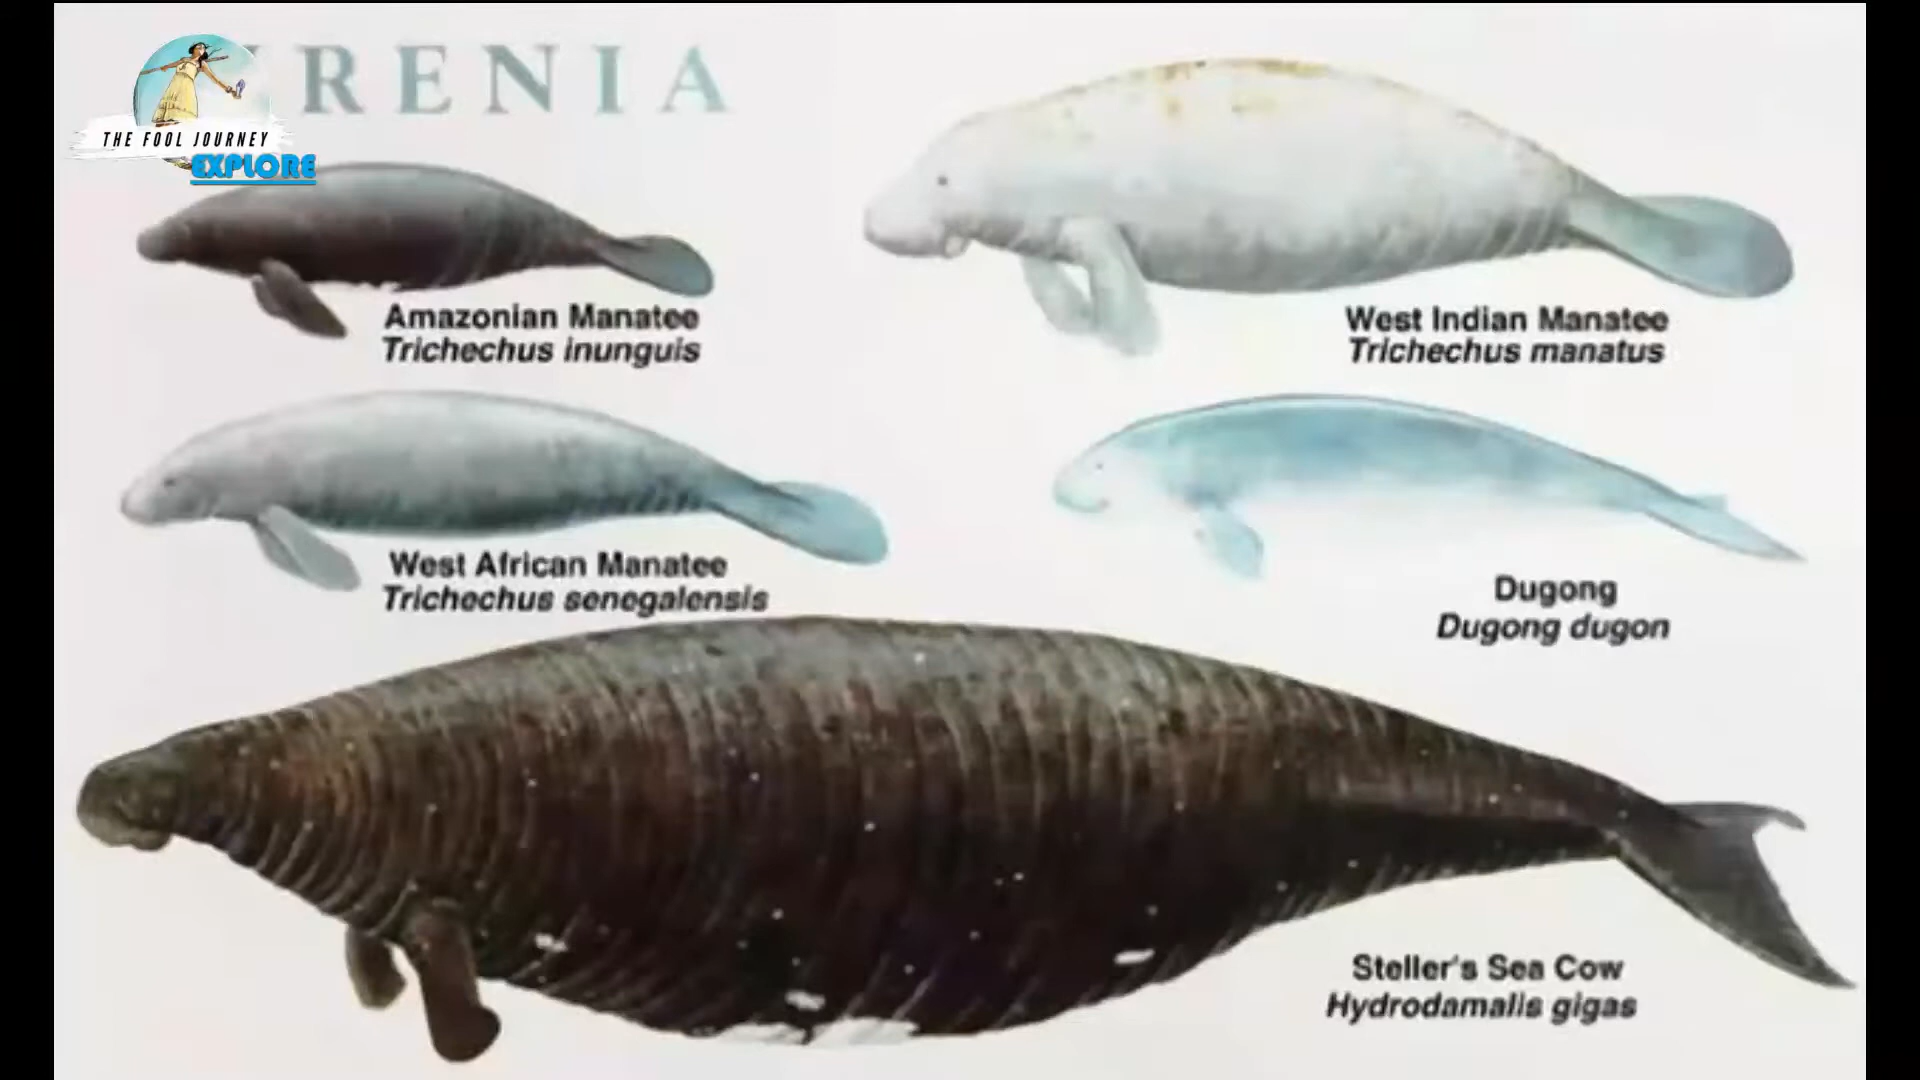 RENIA
THE FOOL JOURNEY
EXPLORE
Amazonian Manatee
Trichechus inunguis
West Indian Manatee
Trichechus manatus
West African Manatee
Trichechus senegalensis
Dugong
Dugong dugon
Steller's Sea Cow
Hydrodamalis gigas